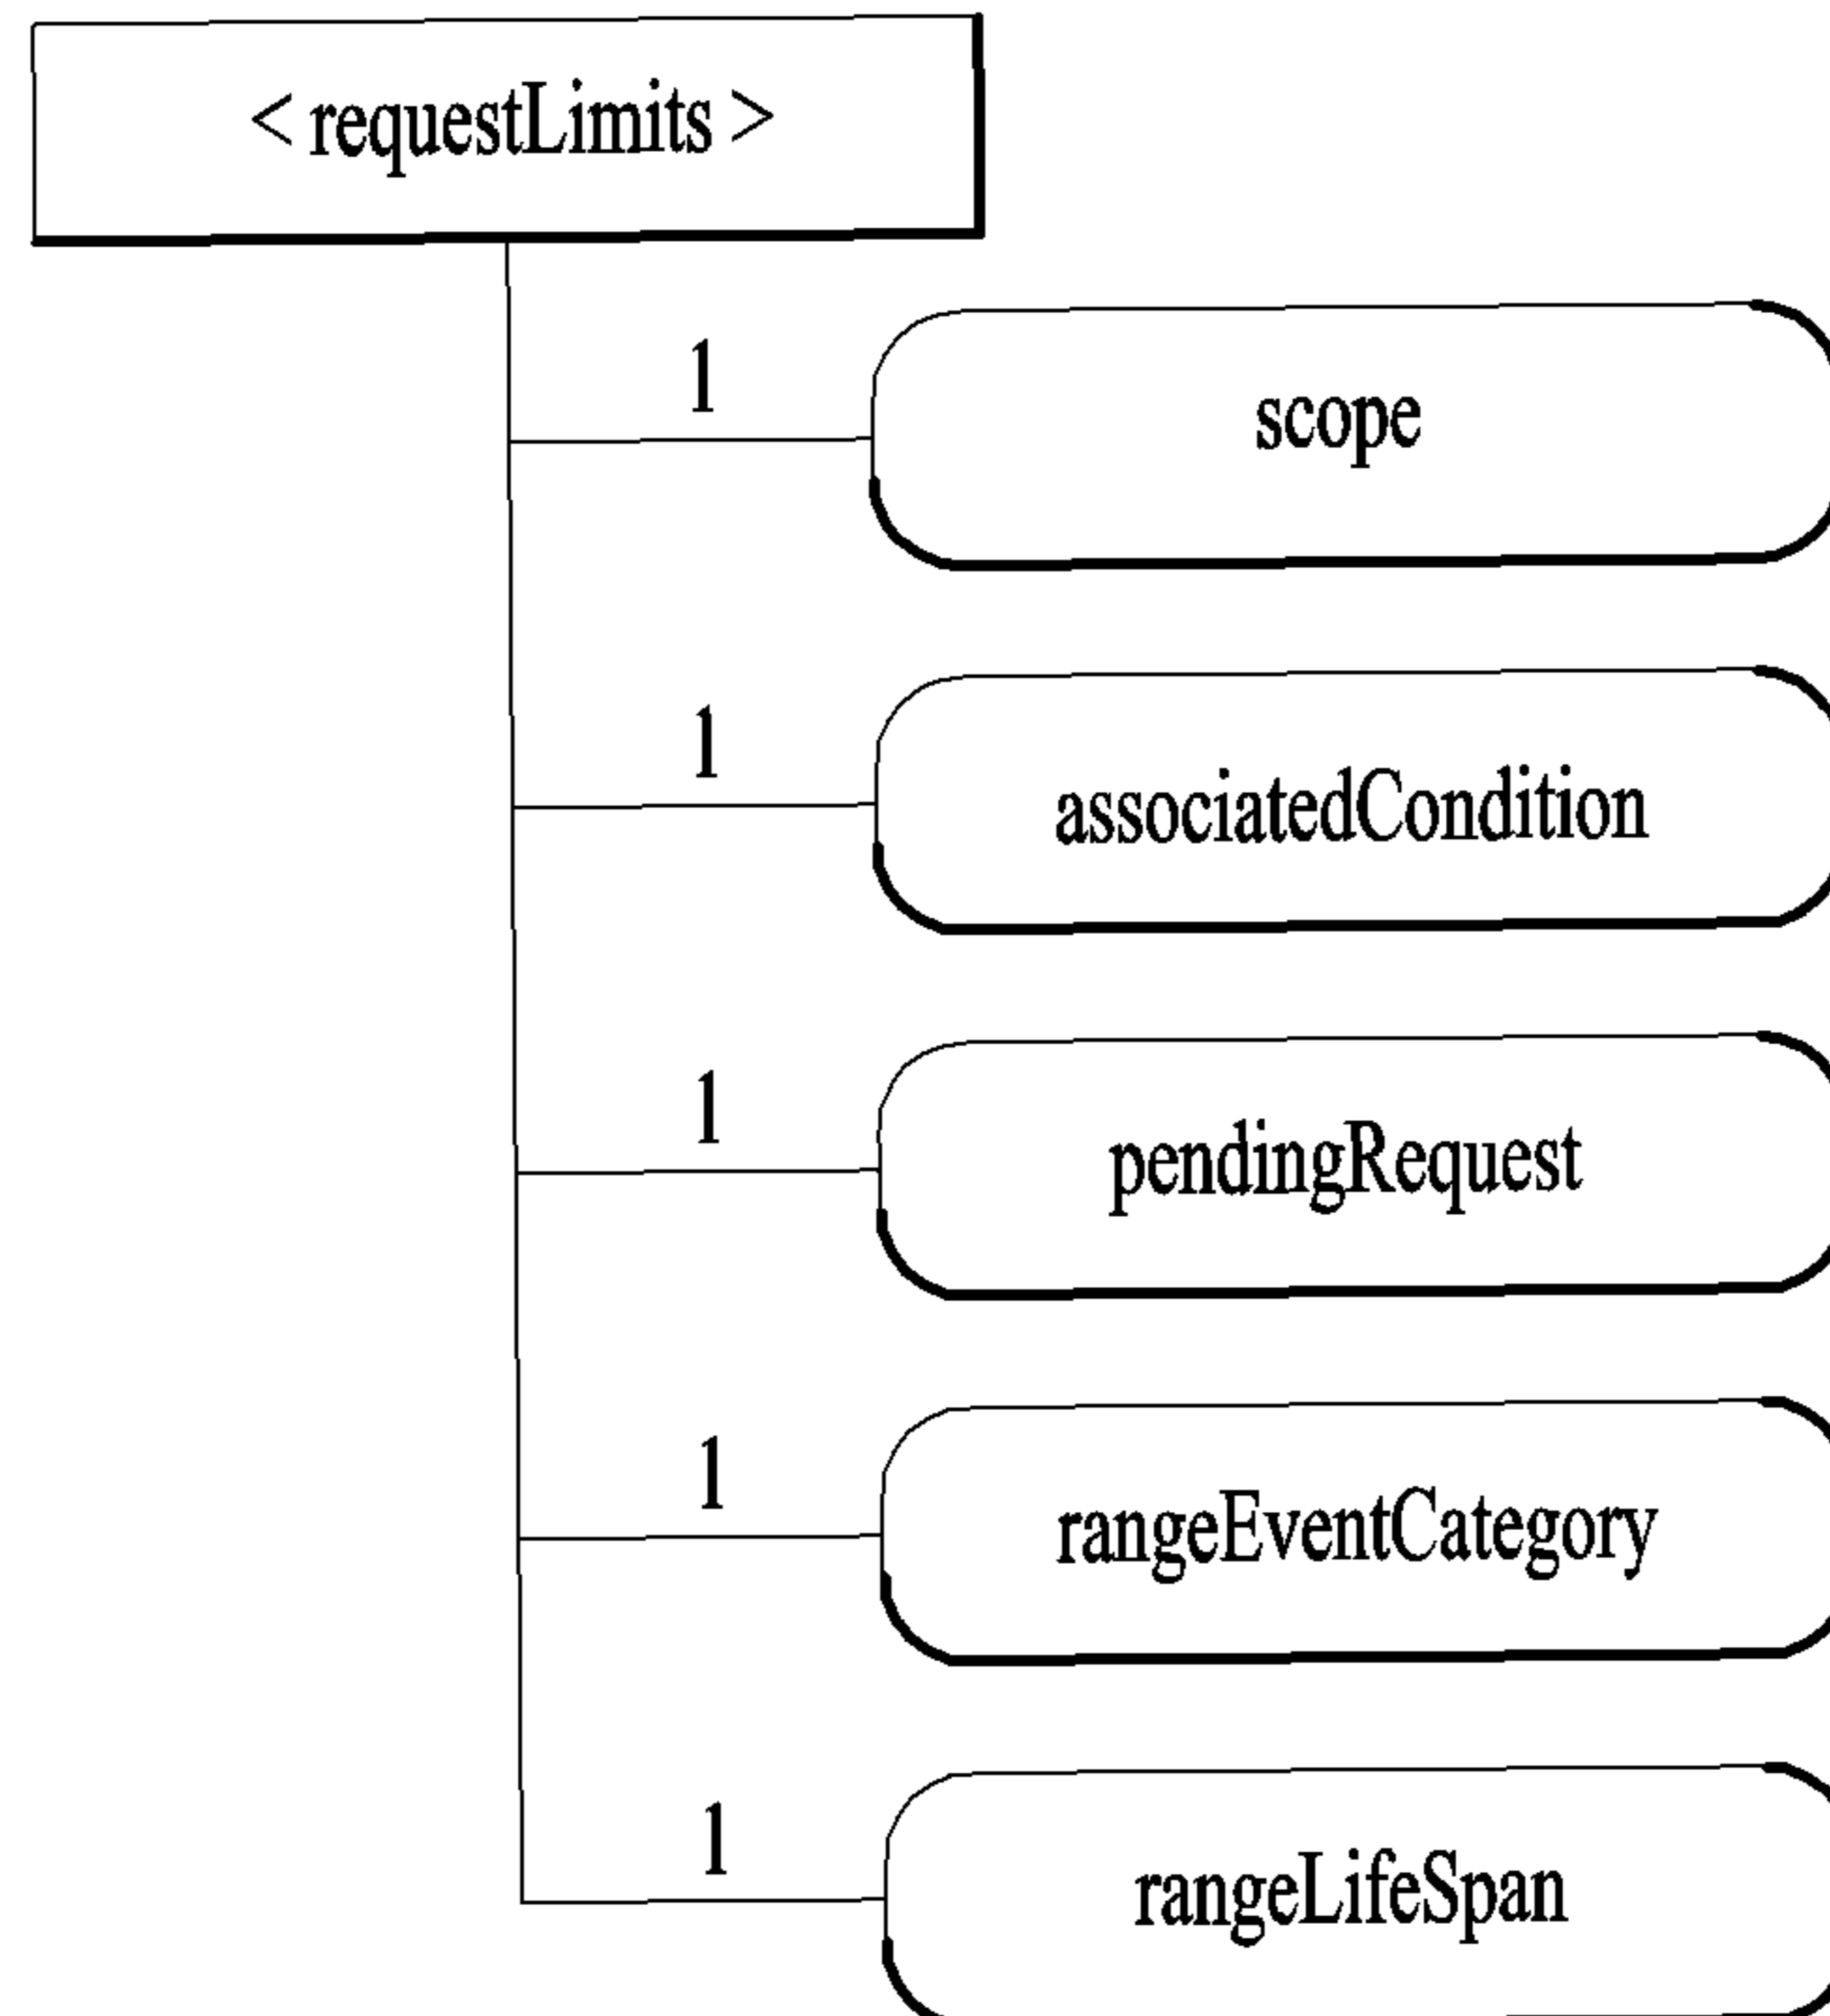 < requestLimits >
1
scope
1
associatedCondition
1
pendingRequest
1
rangeEventCategory
1
rangeLifeSpan